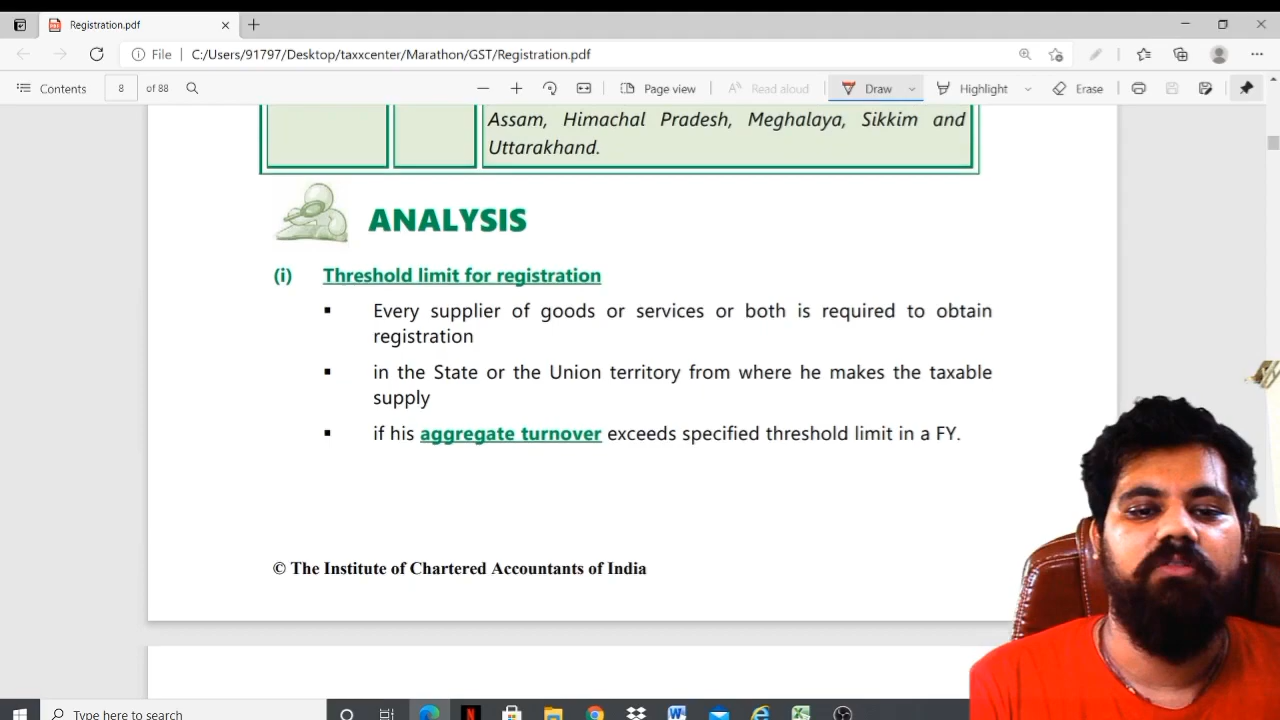 Registration.pdf
File | C:/Users/91797/Desktop/taxxcenter/Marathon/GST/Registration.pdf
Contents 8 of 88 Page view Read aloud Draw Highlight Erase
Assam, Himachal Pradesh, Meghalaya, Sikkim and
Uttarakhand.
ANALYSIS
(i) Threshold limit for registration
▪ Every supplier of goods or services or both is required to obtain
registration
▪ in the State or the Union territory from where he makes the taxable
supply
▪ if his aggregate turnover exceeds specified threshold limit in a FY.
© The Institute of Chartered Accountants of India
Type here to search